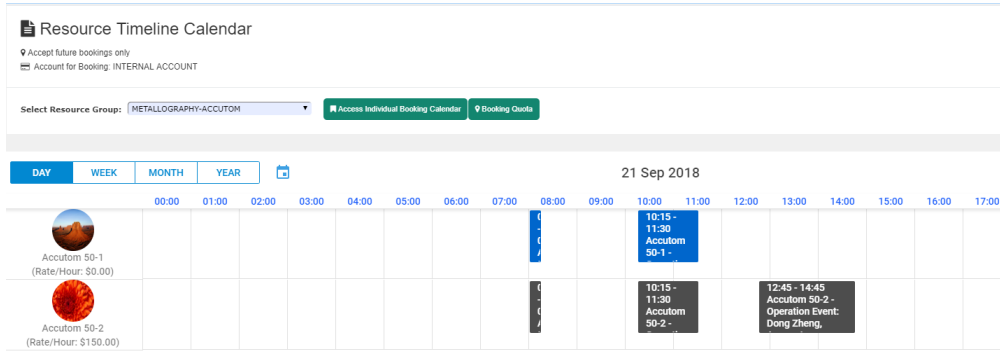 Resource Timeline Calendar
Accept future bookings only
Account for Booking: INTERNAL ACCOUNT
Select Resource Group: METALLOGRAPHY-ACCUTOM Access Individual Booking Calendar Booking Quota
DAY WEEK MONTH YEAR 21 Sep 2018
00:00 01:00 02:00 03:00 04:00 05:00 06:00 07:00 08:00 09:00 10:00 11:00 12:00 13:00 14:00 15:00 16:00 17:00
Accutom 50-1
(Rate/Hour: $0.00)
10:15 -
11:30
Accutom
50-1 -
Accutom 50-2
(Rate/Hour: $150.00)
10:15 -
11:30
Accutom
50-2 -
12:45 - 14:45
Accutom 50-2 -
Operation Event:
Dong Zheng,